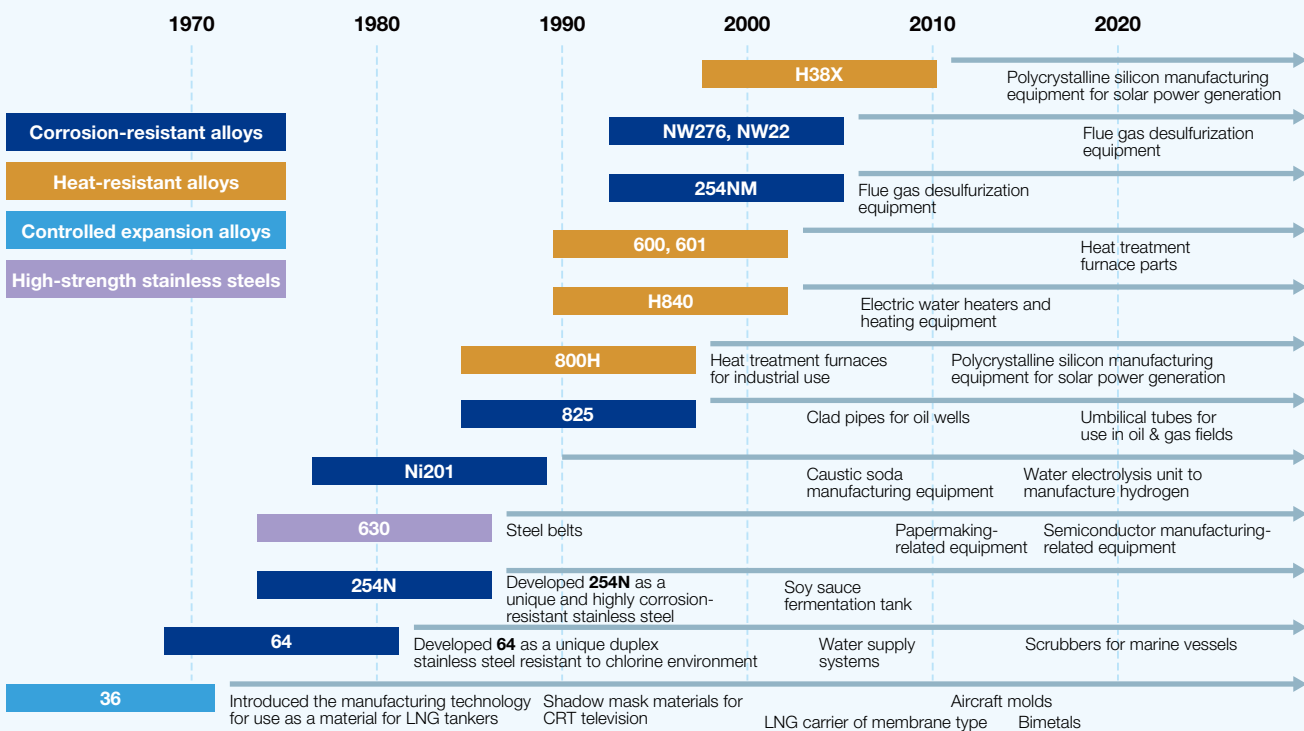 1970 1980 1990 2000 2010 2020
H38X
Polycrystalline silicon manufacturing
equipment for solar power generation
Corrosion-resistant alloys
Heat-resistant alloys
Controlled expansion alloys
High-strength stainless steels
NW276, NW22
Flue gas desulfurization
equipment
254NM
Flue gas desulfurization
equipment
600, 601
Heat treatment
furnace parts
H840
Electric water heaters and
heating equipment
800H
Heat treatment furnaces
for industrial use
Polycrystalline silicon manufacturing
equipment for solar power generation
825
Clad pipes for oil wells
Umbilical tubes for
use in oil & gas fields
Ni201
Caustic soda
manufacturing equipment
Water electrolysis unit to
manufacture hydrogen
630
Steel belts
Papermaking-
related equipment
Semiconductor manufacturing-
related equipment
254N
Developed 254N as a
unique and highly corrosion-
resistant stainless steel
Soy sauce
fermentation tank
64
Developed 64 as a unique duplex
stainless steel resistant to chlorine environment
Water supply
systems
Scrubbers for marine vessels
36
Introduced the manufacturing technology
for use as a material for LNG tankers
Shadow mask materials for
CRT television
Aircraft molds
LNG carrier of membrane type
Bimetals